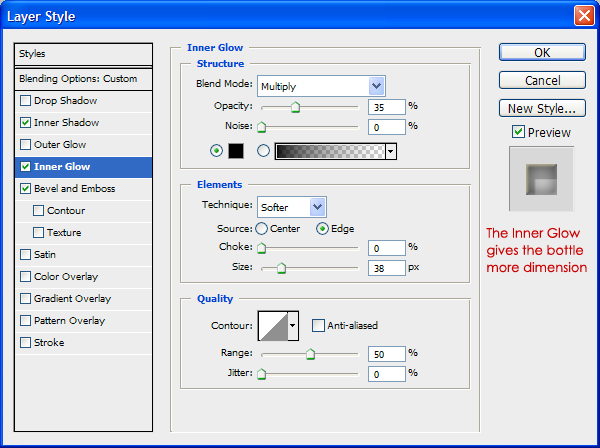 Layer Style
Styles
Blending Options: Custom
Drop Shadow
Inner Shadow
Outer Glow
Inner Glow
Bevel and Emboss
Contour
Texture
Satin
Color Overlay
Gradient Overlay
Pattern Overlay
Stroke
Inner Glow
Structure
Blend Mode: Multiply
Opacity: 35 %
Noise: 0 %
Elements
Technique: Softer
Source: Center Edge
Choke: 0 %
Size: 38 px
Quality
Contour: Anti-aliased
Range: 50 %
Jitter: 0 %
OK
Cancel
New Style...
Preview
The Inner Glow
gives the bottle
more dimension